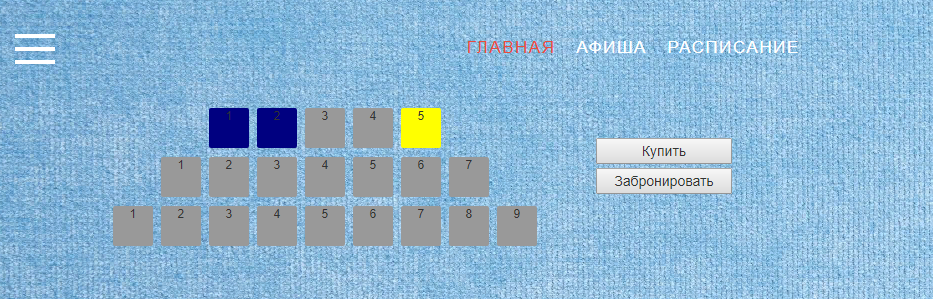 ГЛАВНАЯ АФИША РАСПИСАНИЕ
1 2 3 4 5
Купить
1 2 3 4 5 6 7
Забронировать
1 2 3 4 5 6 7 8 9